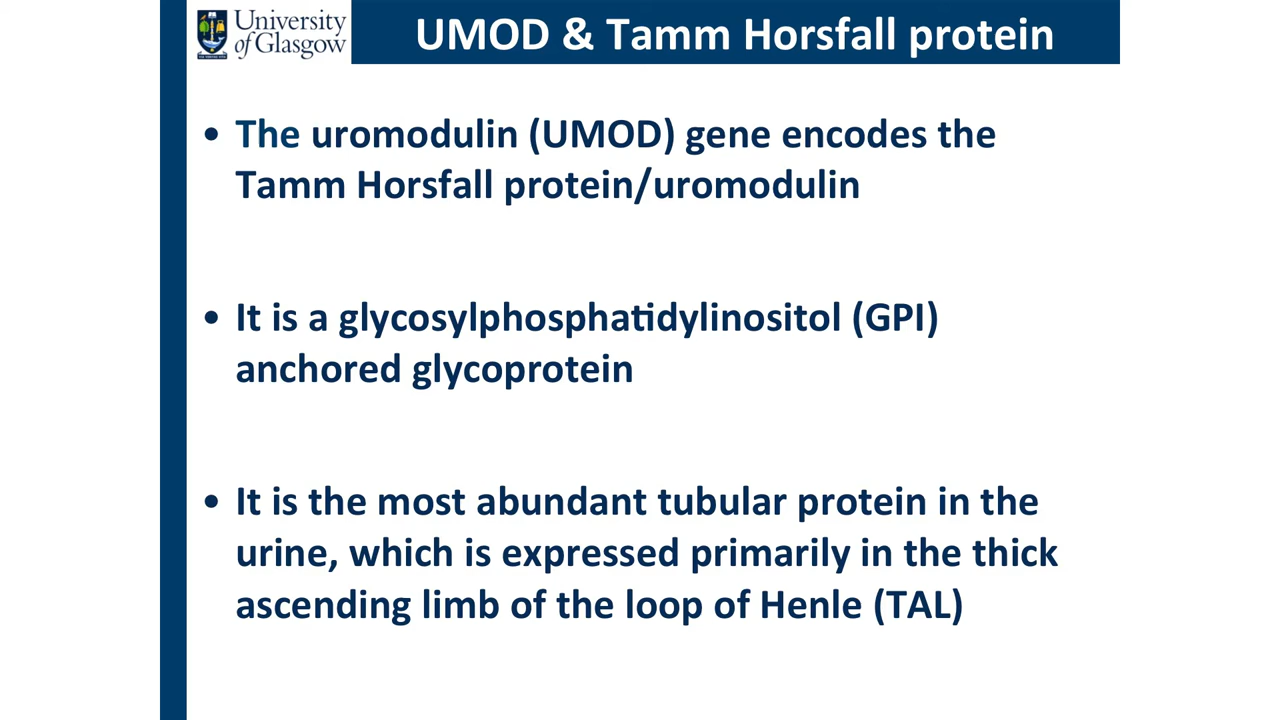 University
of Glasgow
UMOD & Tamm Horsfall protein
• The uromodulin (UMOD) gene encodes the
Tamm Horsfall protein/uromodulin
• It is a glycosylphosphatidylinositol (GPI)
anchored glycoprotein
• It is the most abundant tubular protein in the
urine, which is expressed primarily in the thick
ascending limb of the loop of Henle (TAL)